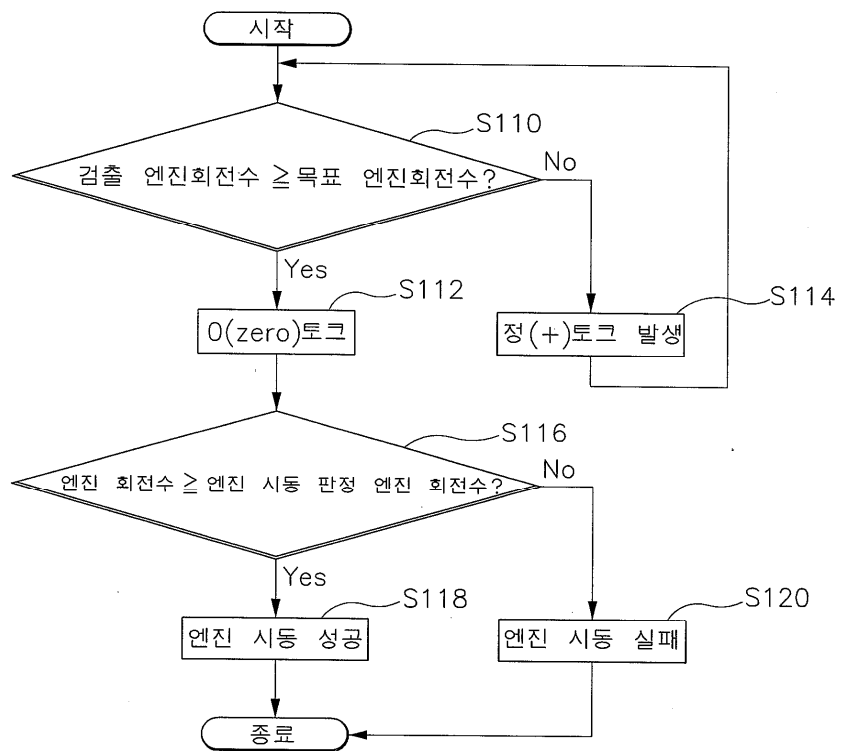 시작
S110
검출 엔진회전수 ≧목표 엔진회전수?
No
Yes
S112
0(zero)토크
S114
정(+)토크 발생
S116
엔진 회전수 ≧ 엔진 시동 판정 엔진 회전수?
No
Yes
S118
엔진 시동 성공
S120
엔진 시동 실패
종료